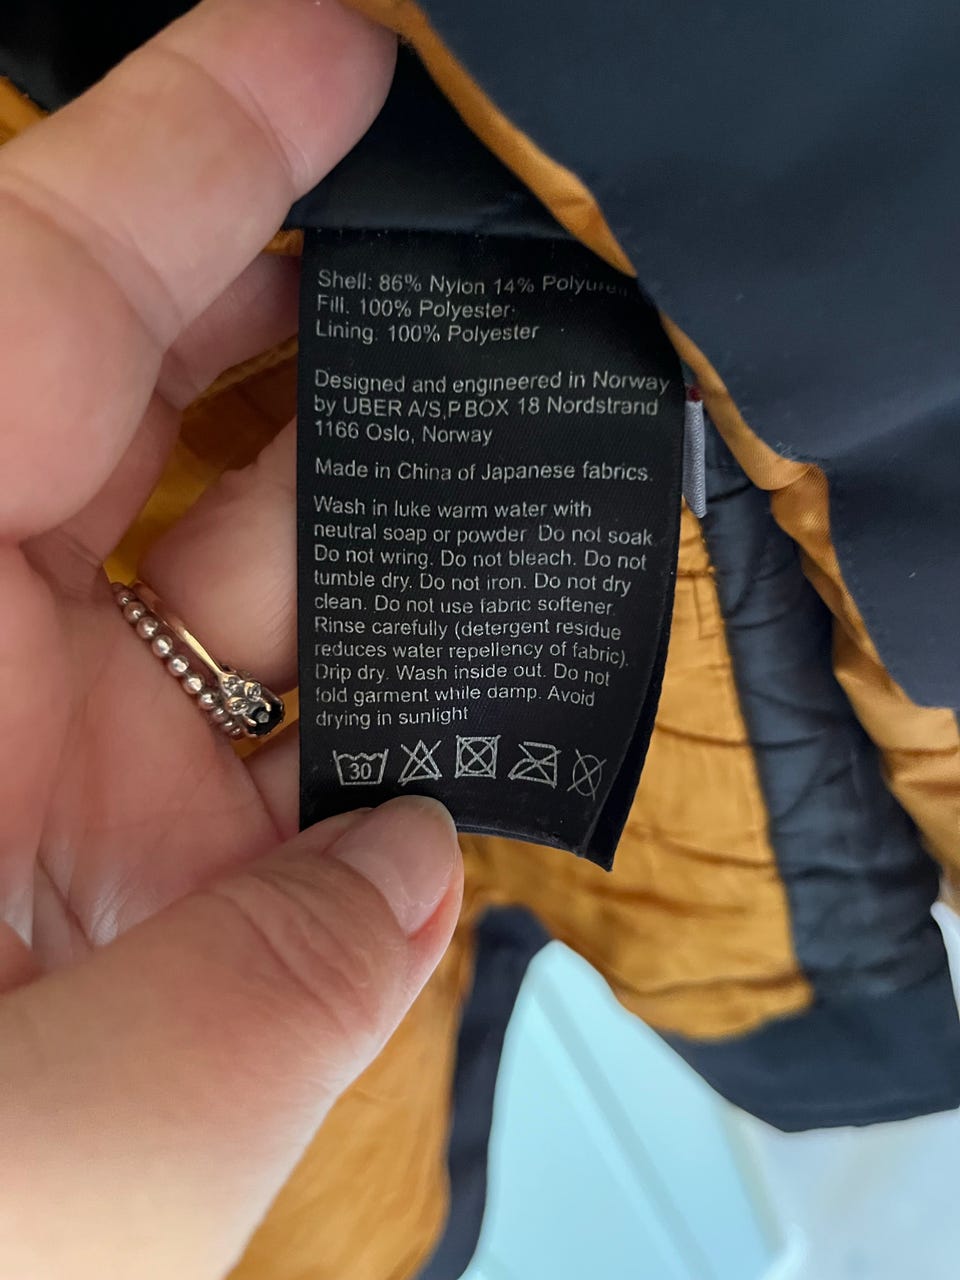 Shell: 86% Nylon 14%
Fill. 100% Polyester
Lining. 100% Polyester
Designed and engineered in Norway
by UBER A/S,P BOX 18 Nordstrand
1166 Oslo, Norway
Made in China of Japanese fabrics.
Wash in luke warm water with
neutral soap or powder Do not soak
Do not wring. Do not bleach. Do not
tumble dry. Do not iron. Do not dry
clean. Do not use fabric softener.
Rinse carefully (detergent residue
reduces water repellency of fabric).
Drip dry. Wash inside out. Do not
fold garment while damp. Avoid
drying in sunlight
30